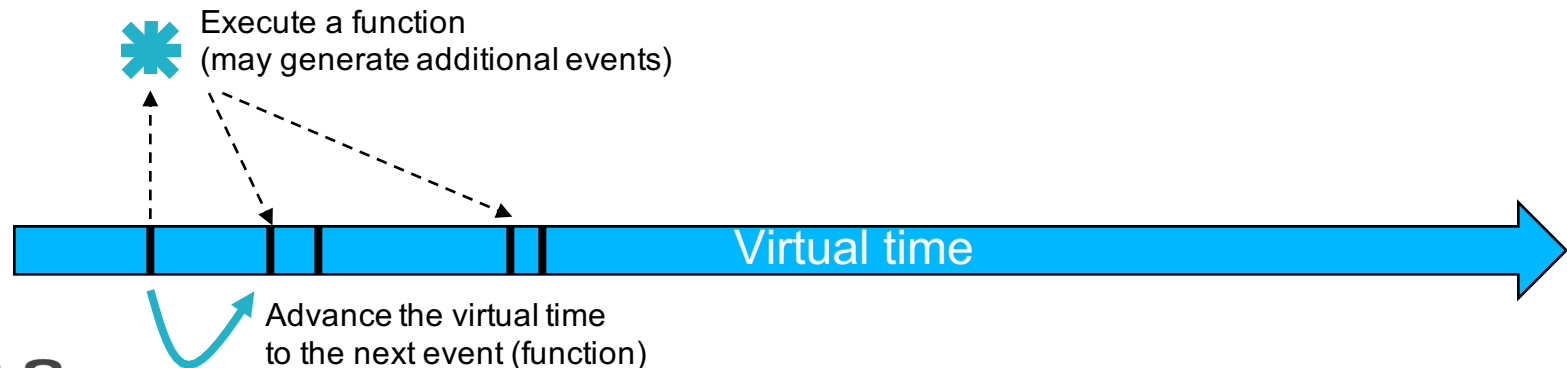 Execute a function
(may generate additional events)
Virtual time
Advance the virtual time
to the next event (function)